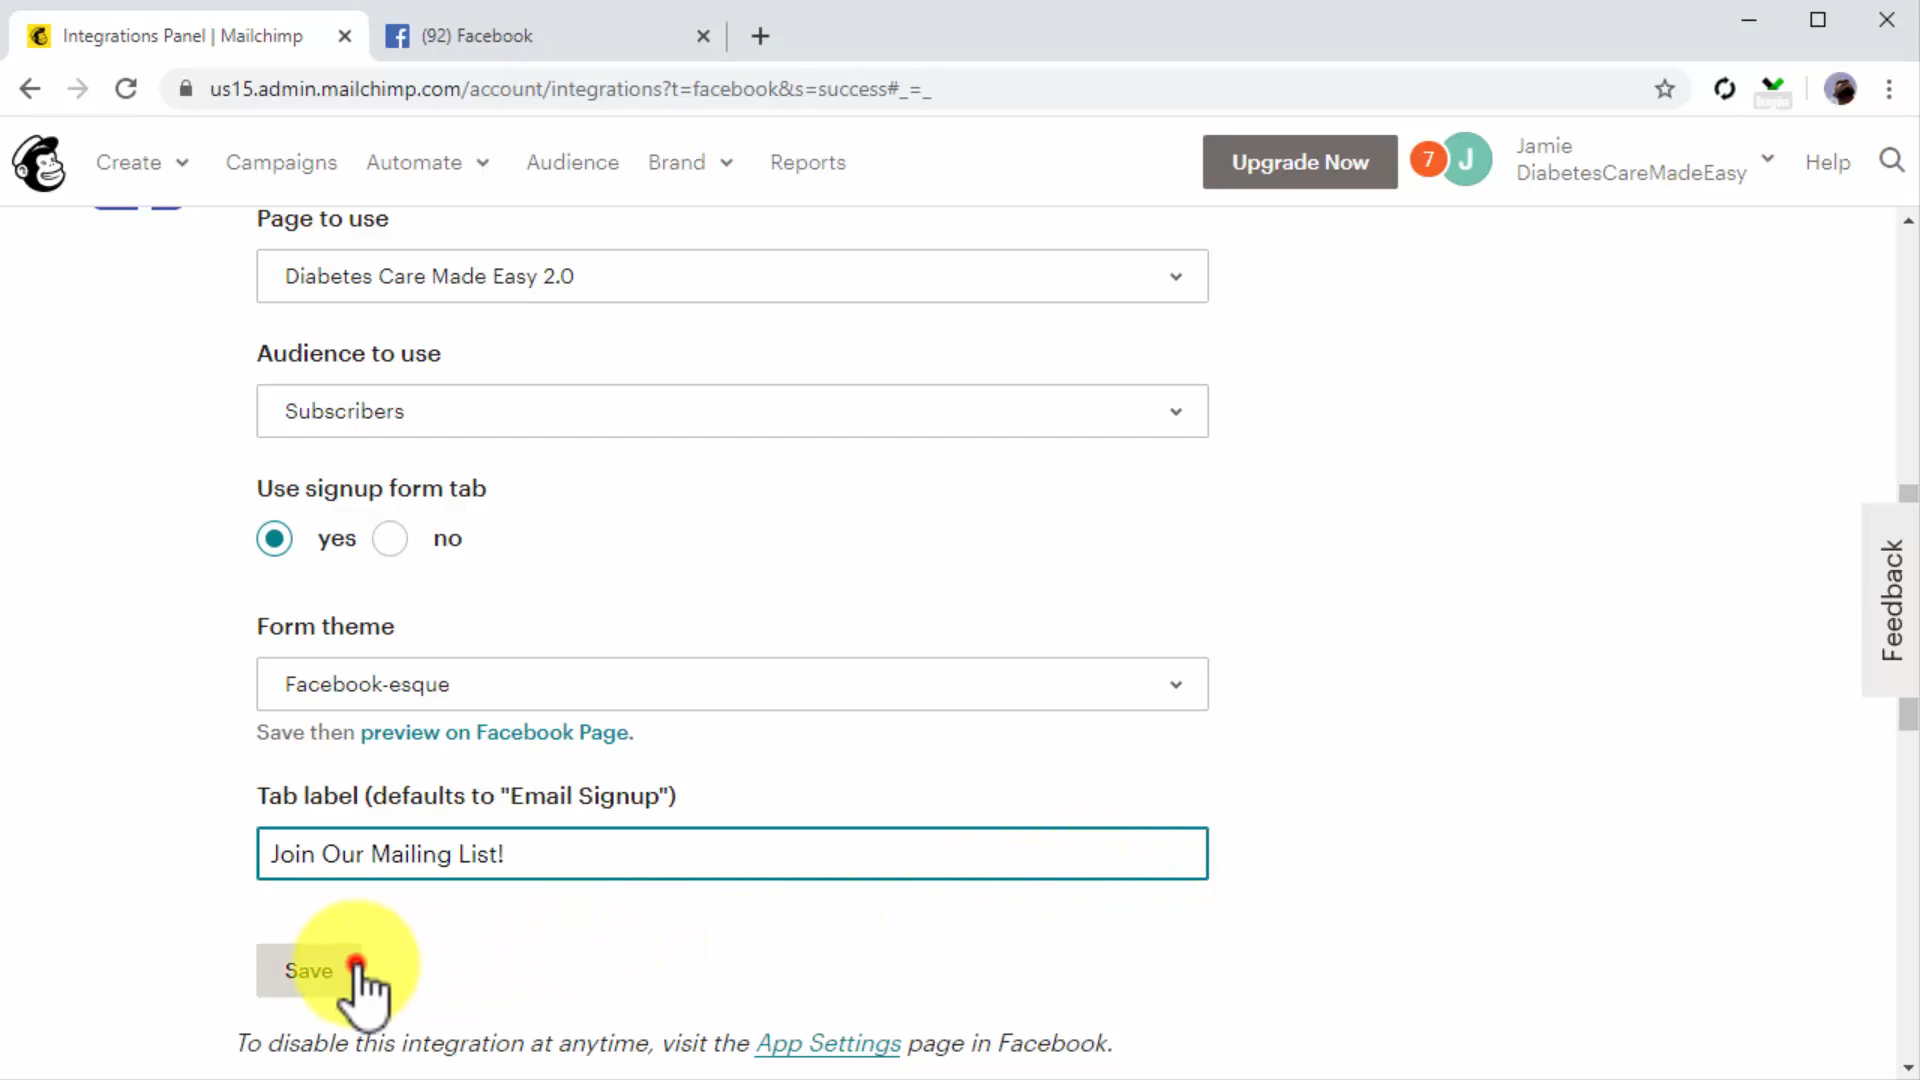 Integrations Panel | Mailchimp
(92) Facebook
us15.admin.mailchimp.com/account/integrations?t=facebook&s=success#_=_
login
Create
Campaigns
Automate
Audience
Brand
Reports
Upgrade Now
7
J
Jamie
DiabetesCareMadeEasy
Help
Page to use
Diabetes Care Made Easy 2.0
Audience to use
Subscribers
Use signup form tab
yes
no
Form theme
Facebook-esque
Save then preview on Facebook Page.
Tab label (defaults to "Email Signup")
Join Our Mailing List!
Save
To disable this integration at anytime, visit the App Settings page in Facebook.
Feedback